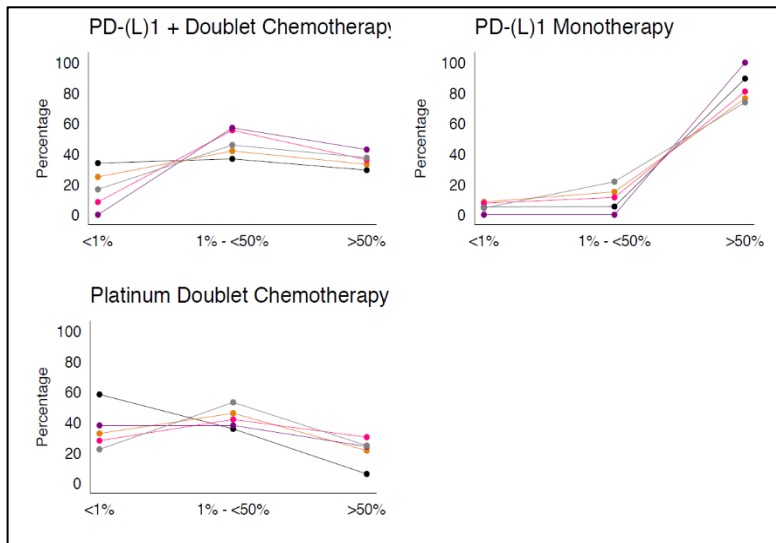 PD-(L)1 + Doublet Chemotherapy
100
80
60
40
20
0
Percentage
<1%
1% - <50%
>50%
PD-(L)1 Monotherapy
100
80
60
40
20
0
Percentage
<1%
1% - <50%
>50%
Platinum Doublet Chemotherapy
100
80
60
40
20
0
Percentage
<1%
1% - <50%
>50%